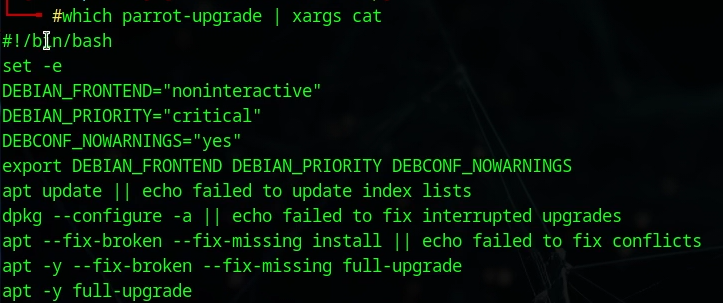 #which parrot-upgrade | xargs cat
#!/bin/bash
set -e
DEBIAN_FRONTEND="noninteractive"
DEBIAN_PRIORITY="critical"
DEBCONF_NOWARNINGS="yes"
export DEBIAN_FRONTEND DEBIAN_PRIORITY DEBCONF_NOWARNINGS
apt update || echo failed to update index lists
dpkg --configure -a || echo failed to fix interrupted upgrades
apt --fix-broken --fix-missing install || echo failed to fix conflicts
apt -y --fix-broken --fix-missing full-upgrade
apt -y full-upgrade